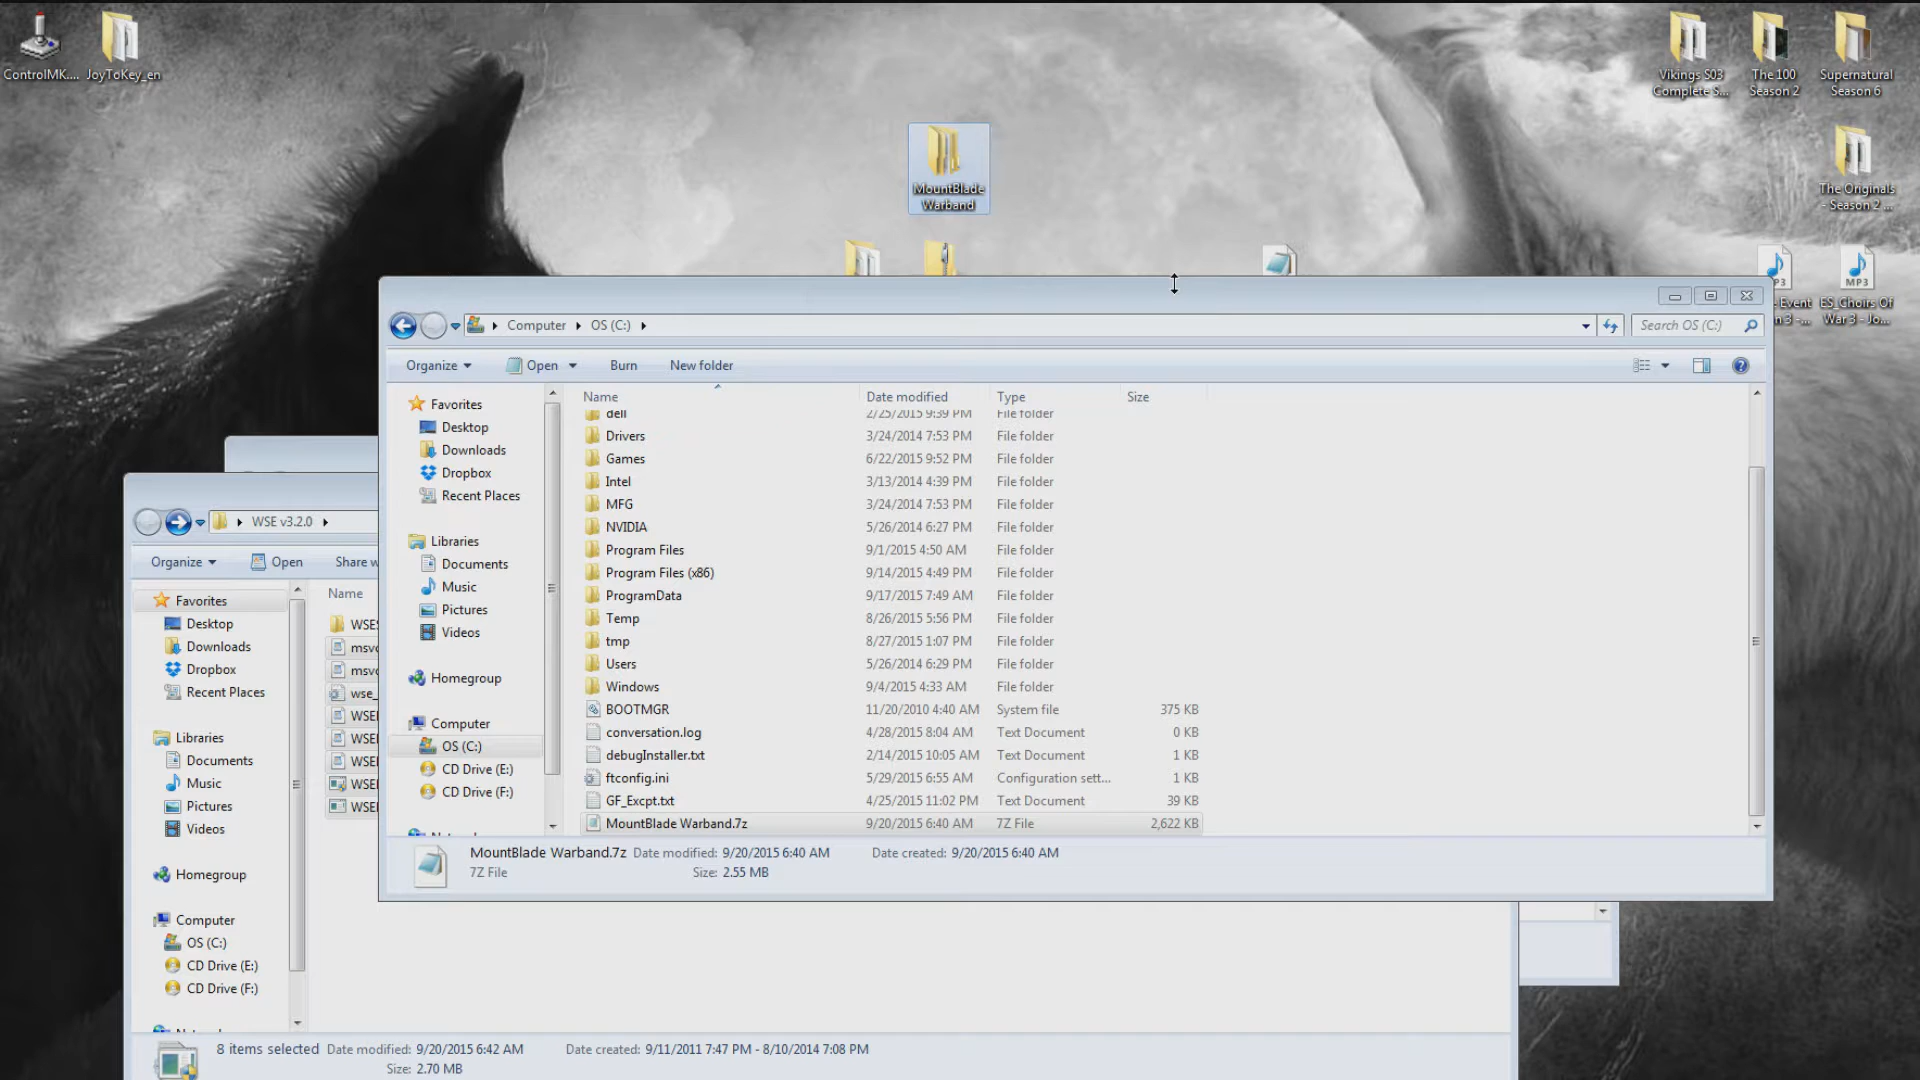 ControlMK....
JoyToKey_en
Vikings S03
Complete S...
The 100
Season 2
Supernatural
Season 6
MountBlade
Warband
The Originals
- Season 2 ...
MP3
ES_Choirs Of
War 3 - Jo...
Computer
OS (C:)
Search OS (C:)
Organize
Open
Burn
New folder
Name
Date modified
Type
Size
Favorites
Desktop
Downloads
Dropbox
Recent Places
Libraries
Documents
Music
Pictures
Videos
Homegroup
Computer
OS (C:)
CD Drive (E:)
CD Drive (F:)
dell 2/25/2015 9:39 PM File folder
Drivers 3/24/2014 7:53 PM File folder
Games 6/22/2015 9:52 PM File folder
Intel 3/13/2014 4:39 PM File folder
MFG 3/24/2014 7:53 PM File folder
NVIDIA 5/26/2014 6:27 PM File folder
Program Files 9/1/2015 4:50 AM File folder
Program Files (x86) 9/14/2015 4:49 PM File folder
ProgramData 9/17/2015 7:49 AM File folder
Temp 8/26/2015 5:56 PM File folder
tmp 8/27/2015 1:07 PM File folder
Users 5/26/2014 6:29 PM File folder
Windows 9/4/2015 4:33 AM File folder
BOOTMGR 11/20/2010 4:40 AM System file 375 KB
conversation.log 4/28/2015 8:04 AM Text Document 0 KB
debugInstaller.txt 2/14/2015 10:05 AM Text Document 1 KB
ftconfig.ini 5/29/2015 6:55 AM Configuration sett... 1 KB
GF_Excpt.txt 4/25/2015 11:02 PM Text Document 39 KB
MountBlade Warband.7z 9/20/2015 6:40 AM 7Z File 2,622 KB
MountBlade Warband.7z Date modified: 9/20/2015 6:40 AM Date created: 9/20/2015 6:40 AM
7Z File Size: 2.55 MB
WSE v3.2.0
Organize
Open
Share w
Name
Favorites
Desktop
Downloads
Dropbox
Recent Places
Libraries
Documents
Music
Pictures
Videos
Homegroup
Computer
OS (C:)
CD Drive (E:)
CD Drive (F:)
8 items selected Date modified: 9/20/2015 6:42 AM Date created: 9/11/2011 7:47 PM - 8/10/2014 7:08 PM
Size: 2.70 MB